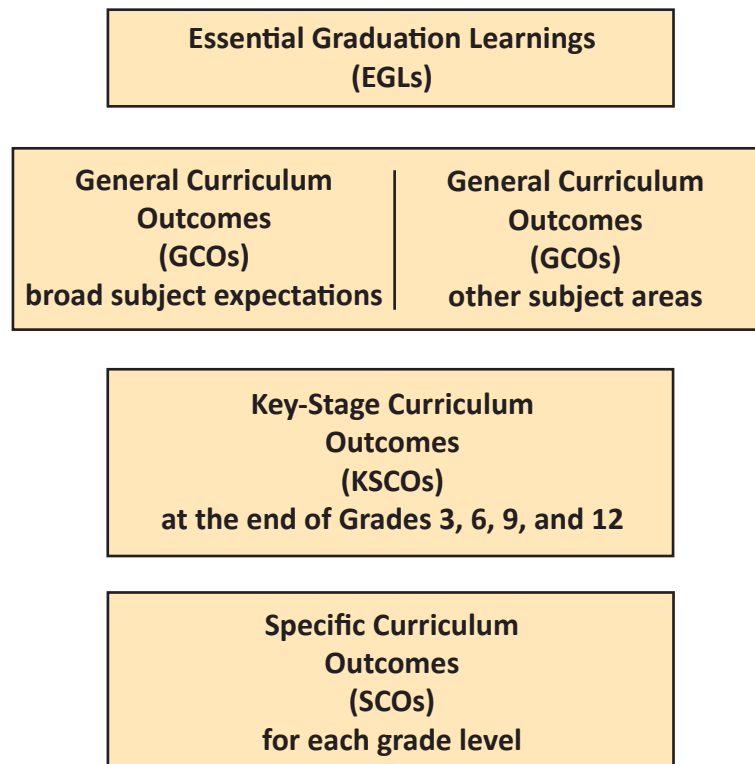 Essential Graduation Learnings
(EGLs)
General Curriculum
Outcomes
(GCOs)
broad subject expectations
General Curriculum
Outcomes
(GCOs)
other subject areas
Key-Stage Curriculum
Outcomes
(KSCOs)
at the end of Grades 3, 6, 9, and 12
Specific Curriculum
Outcomes
(SCOs)
for each grade level